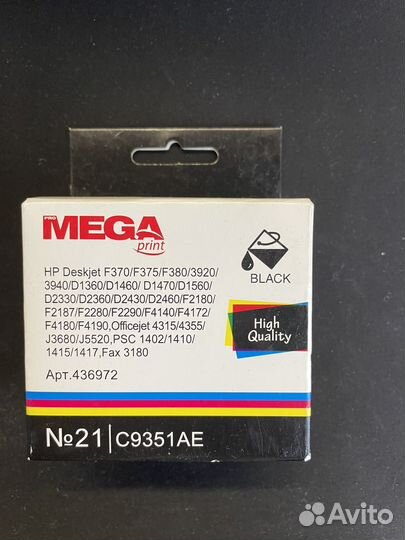 PRO
MEGA
print
HP Deskjet F370/F375/F380/3920/
3940/D1360/D1460/ D1470/D1560/
D2330/D2360/D2430/D2460/F2180/
F2187/F2280/F2290/F4140/F4172/
F4180/F4190,Officejet 4315/4355/
J3680/J5520,PSC 1402/1410/
1415/1417,Fax 3180
Арт.436972
BLACK
High
Quality
№21 | C9351AE
Avito